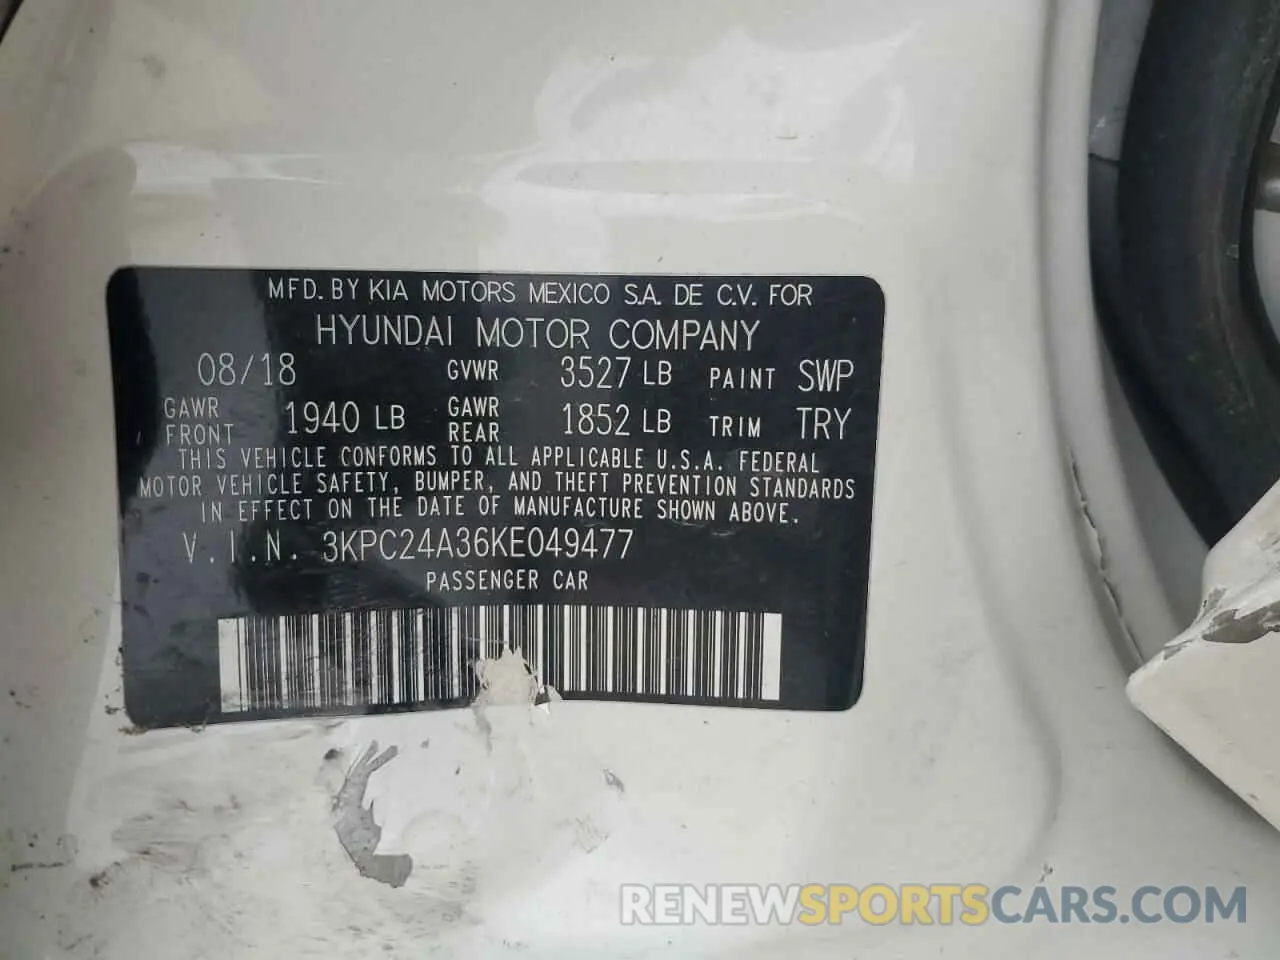 MFD. BY KIA MOTORS MEXICO S.A. DE C.V. FOR
HYUNDAI MOTOR COMPANY
08/18 GVWR 3527 LB PAINT SWP
GAWR FRONT 1940 LB GAWR REAR 1852 LB TRIM TRY
THIS VEHICLE CONFORMS TO ALL APPLICABLE U.S.A. FEDERAL
MOTOR VEHICLE SAFETY, BUMPER, AND THEFT PREVENTION STANDARDS
IN EFFECT ON THE DATE OF MANUFACTURE SHOWN ABOVE.
V.I.N. 3KPC24A36KE049477
PASSENGER CAR
RENEWSPORTSCARS.COM